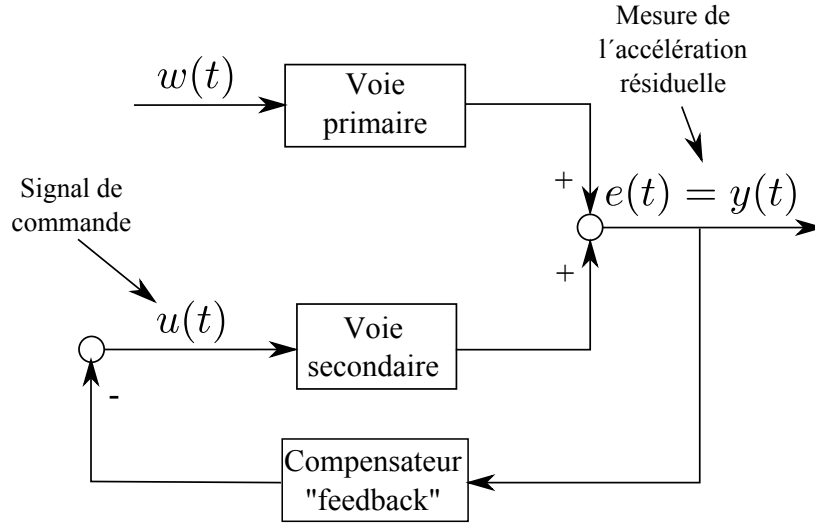 Mesure de
l´accélération
résiduelle
w(t)
Voie
primaire
+
e(t) = y(t)
Signal de
commande
+
u(t)
Voie
secondaire
-
Compensateur
"feedback"